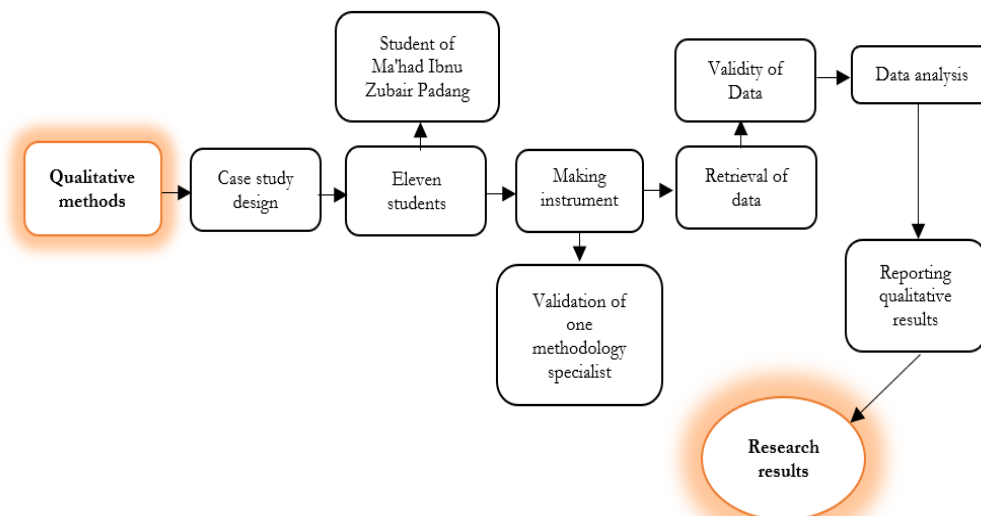 Qualitative
methods
Case study
design
Eleven
students
Student of
Ma'had Ibnu
Zubair Padang
Making
instrument
Validation of
one
methodology
specialist
Retrieval of
data
Validity of
Data
Data analysis
Reporting
qualitative
results
Research
results